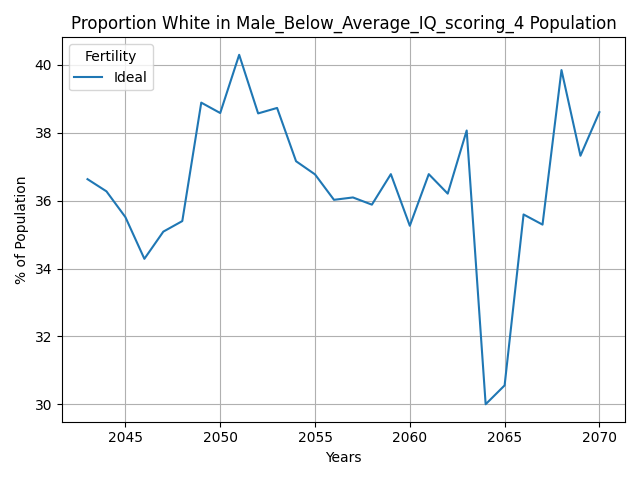 Proportion White in Male_Below_Average_IQ_scoring_4 Population
Fertility
Ideal
% of Population
40
38
36
34
32
30
2045 2050 2055 2060 2065 2070
Years